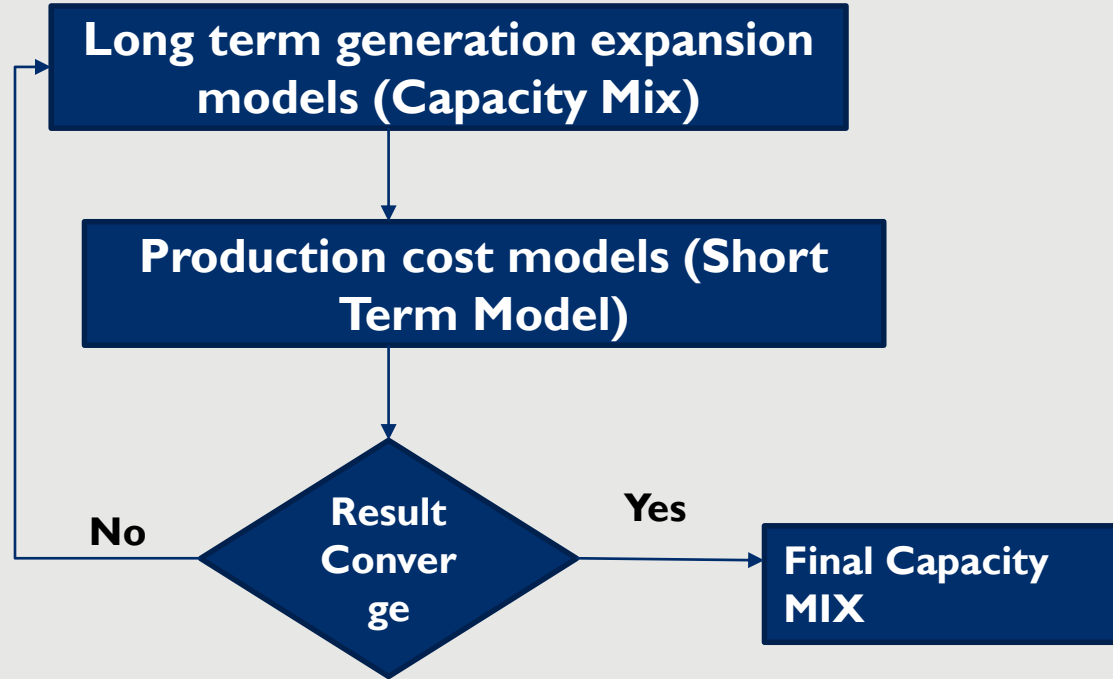 Long term generation expansion
models (Capacity Mix)
Production cost models (Short
Term Model)
Result
Conver
ge
No
Yes
Final Capacity
MIX